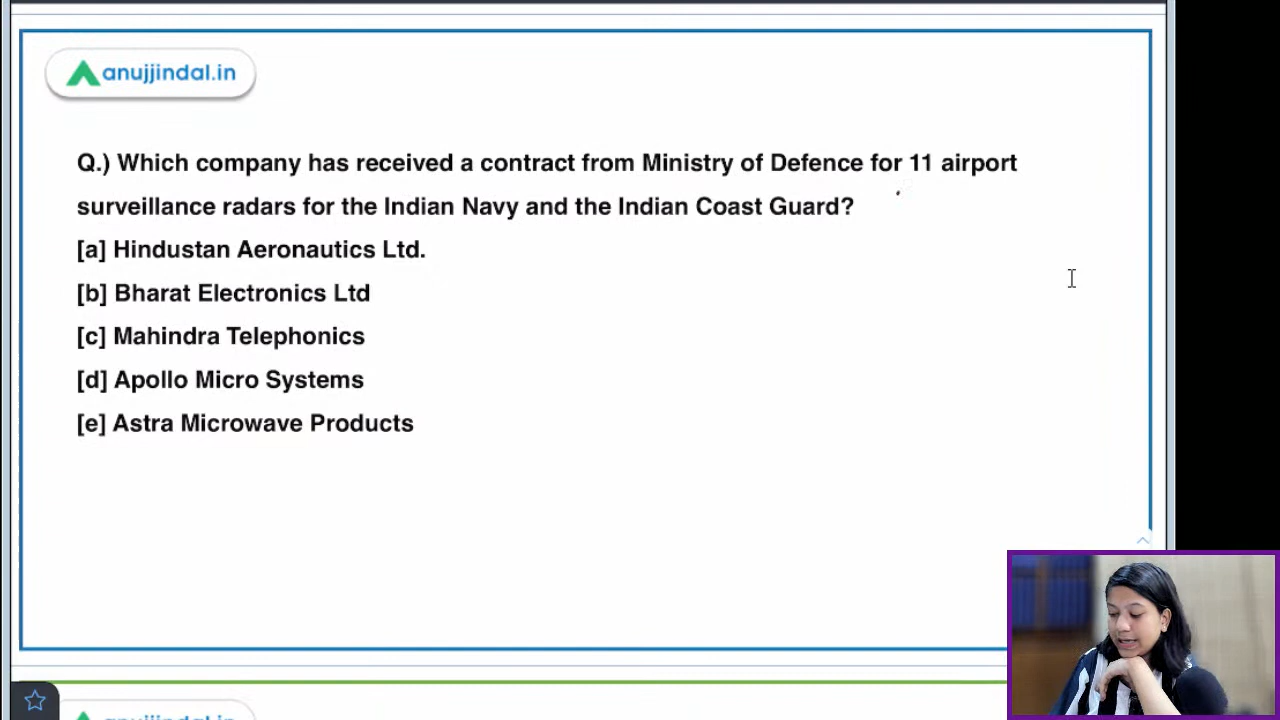 anujjindal.in
Q.) Which company has received a contract from Ministry of Defence for 11 airport
surveillance radars for the Indian Navy and the Indian Coast Guard?
[a] Hindustan Aeronautics Ltd.
[b] Bharat Electronics Ltd
[c] Mahindra Telephonics
[d] Apollo Micro Systems
[e] Astra Microwave Products
anujjindal.in